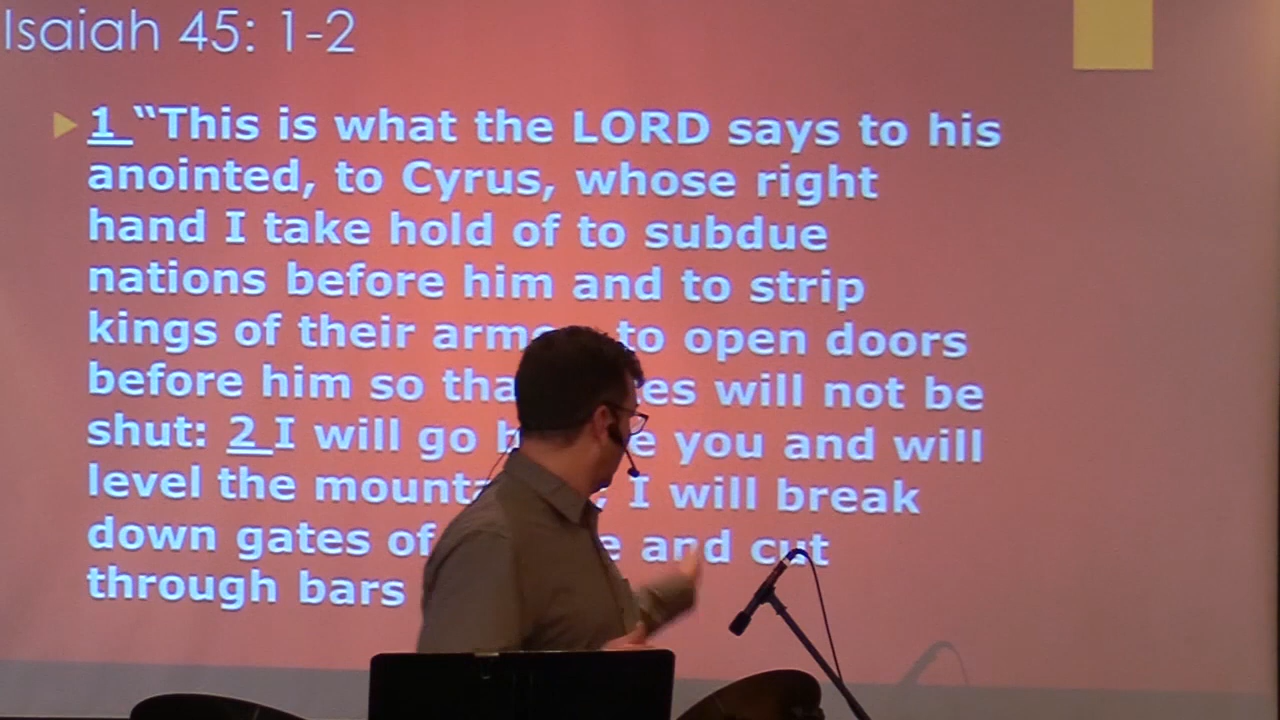 Isaiah 45: 1-2
1 “This is what the LORD says to his
anointed, to Cyrus, whose right
hand I take hold of to subdue
nations before him and to strip
kings of their to open doors
before him so will not be
shut: 2 I will go you and will
level the I will break
down gates of and cut
through bars